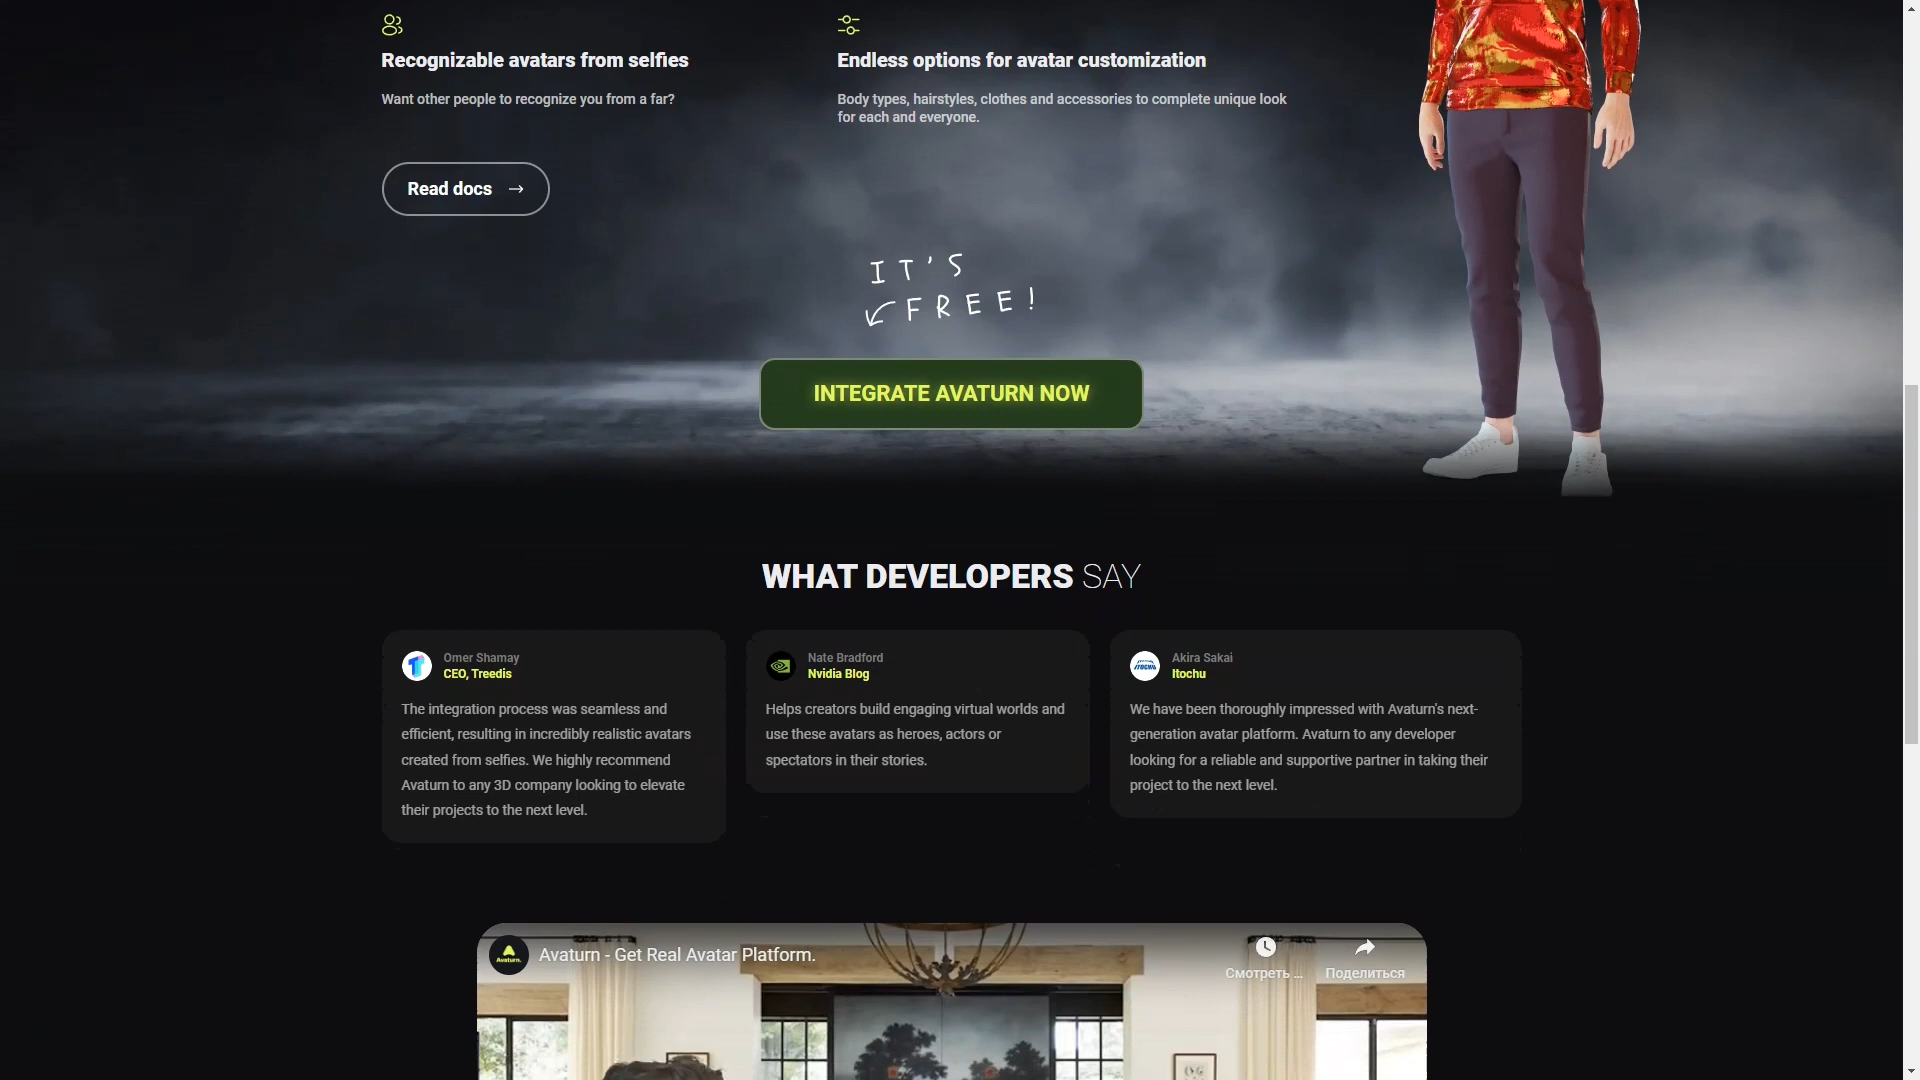 Recognizable avatars from selfies
Want other people to recognize you from a far?
Endless options for avatar customization
Body types, hairstyles, clothes and accessories to complete unique look
for each and everyone.
Read docs →
IT'S
FREE!
INTEGRATE AVATURN NOW
WHAT DEVELOPERS SAY
Omer Shamay
CEO, Treedis
The integration process was seamless and
efficient, resulting in incredibly realistic avatars
created from selfies. We highly recommend
Avaturn to any 3D company looking to elevate
their projects to the next level.
Nate Bradford
Nvidia Blog
Helps creators build engaging virtual worlds and
use these avatars as heroes, actors or
spectators in their stories.
ITOCHU
Akira Sakai
Itochu
We have been thoroughly impressed with Avaturn's next-
generation avatar platform. Avaturn to any developer
looking for a reliable and supportive partner in taking their
project to the next level.
Avaturn.
Avaturn - Get Real Avatar Platform.
Смотреть ...
Поделиться